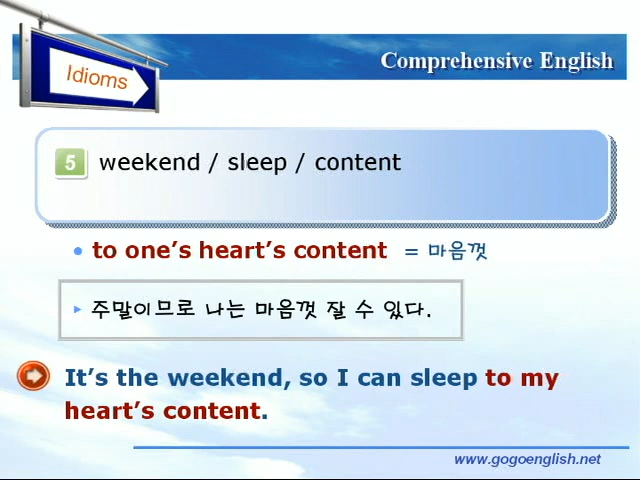 Idioms
Comprehensive English
5 weekend / sleep / content
• to one's heart's content = 마음껏
▸ 주말이므로 나는 마음껏 잘 수 있다.
It's the weekend, so I can sleep to my
heart's content.
www.gogoenglish.net